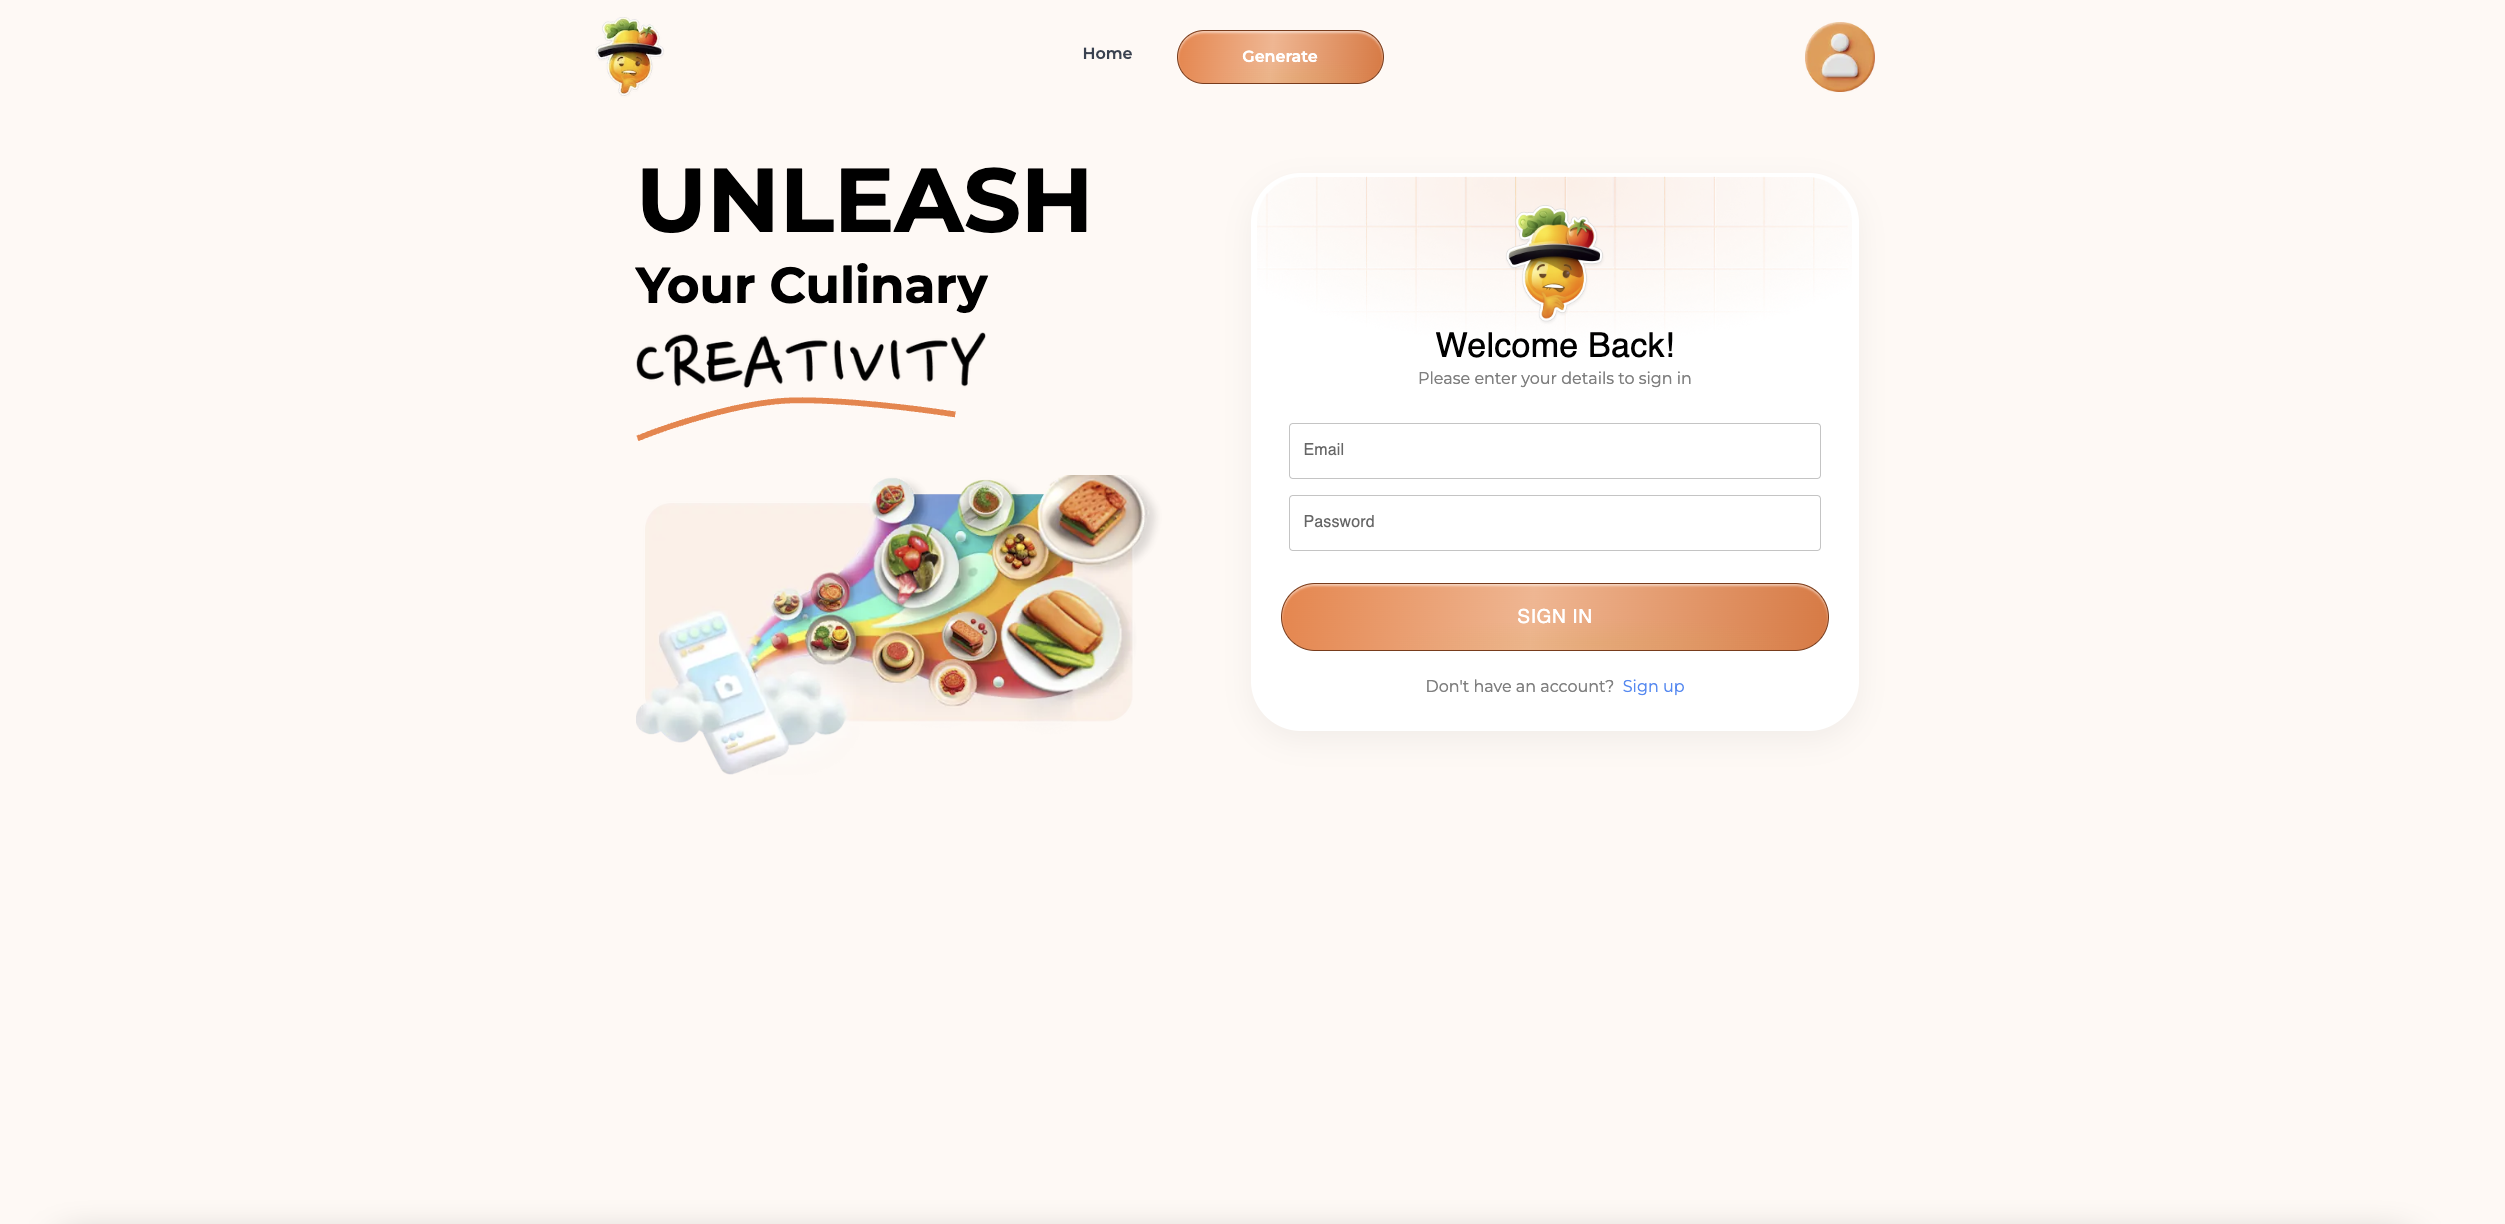 Home
Generate
UNLEASH
Your Culinary
CREATIVITY
Welcome Back!
Please enter your details to sign in
Email
Password
SIGN IN
Don't have an account? Sign up